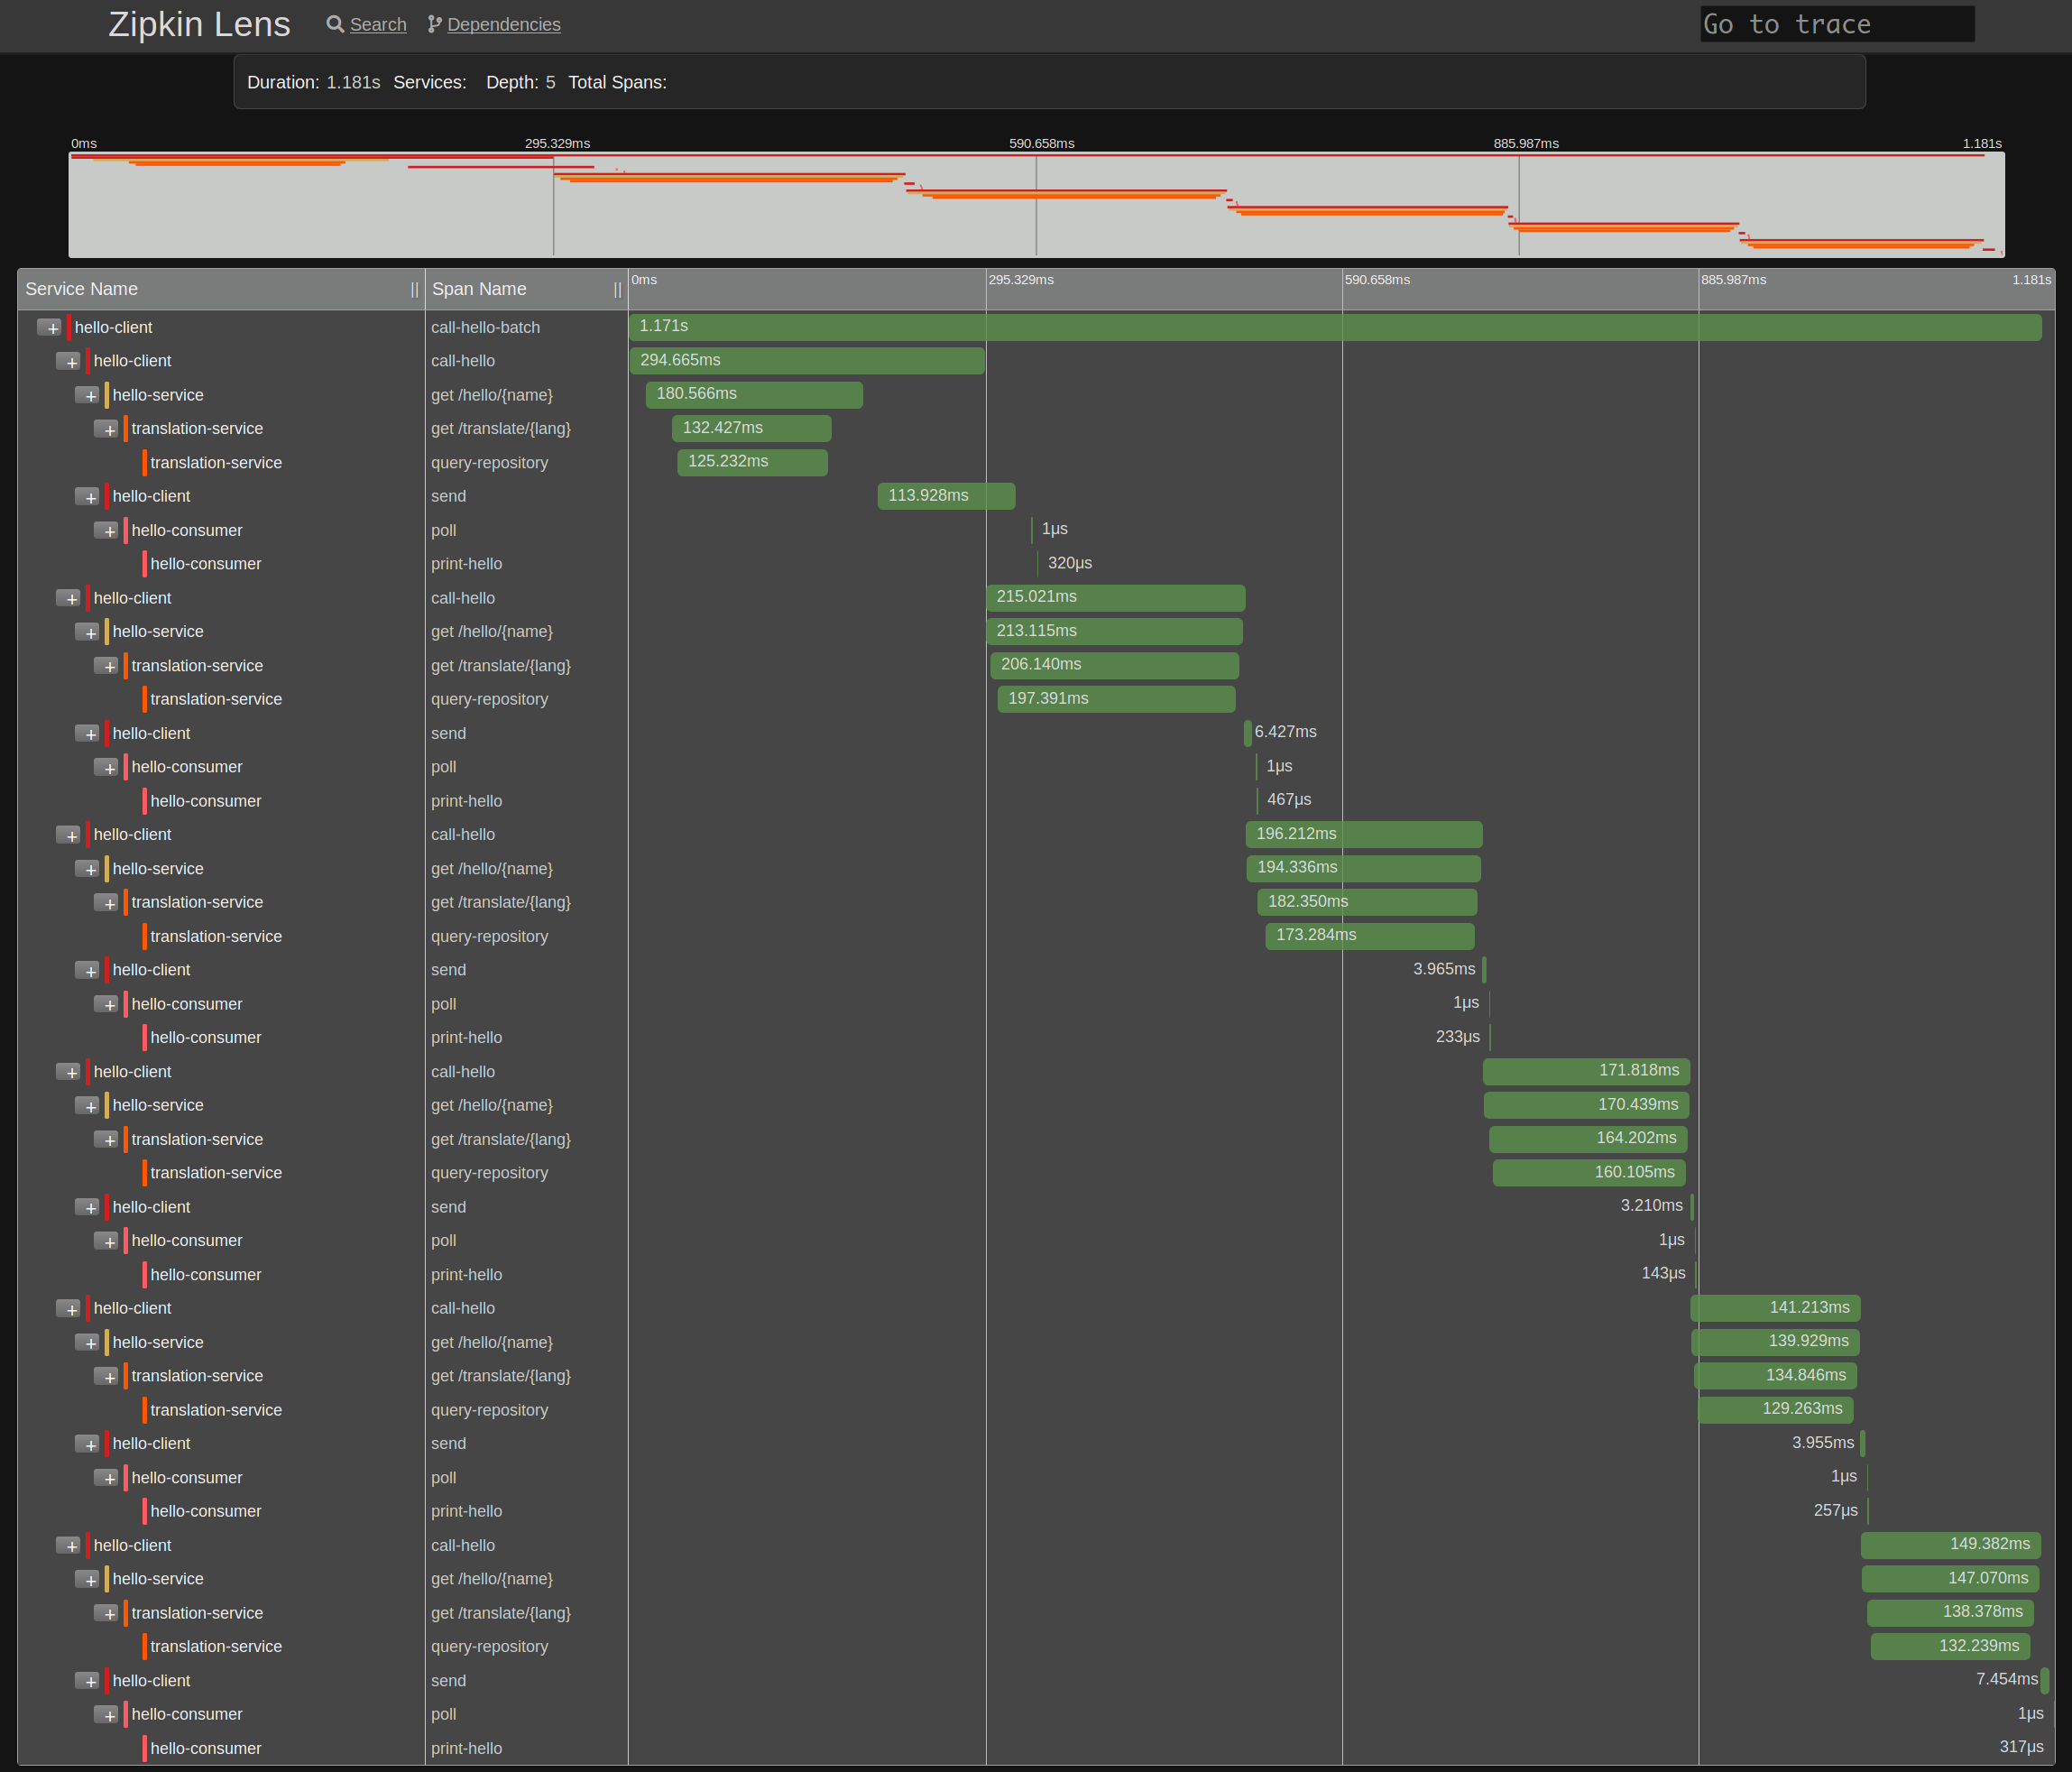 Zipkin Lens Search Dependencies Go to trace
Duration: 1.181s Services: Depth: 5 Total Spans:
0ms 295.329ms 590.658ms 885.987ms 1.181s
Service Name || Span Name || 0ms 295.329ms 590.658ms 885.987ms 1.181s
+ hello-client call-hello-batch 1.171s
+ hello-client call-hello 294.665ms
+ hello-service get /hello/{name} 180.566ms
+ translation-service get /translate/{lang} 132.427ms
translation-service query-repository 125.232ms
+ hello-client send 113.928ms
+ hello-consumer poll 1μs
hello-consumer print-hello 320μs
+ hello-client call-hello 215.021ms
+ hello-service get /hello/{name} 213.115ms
+ translation-service get /translate/{lang} 206.140ms
translation-service query-repository 197.391ms
+ hello-client send 6.427ms
+ hello-consumer poll 1μs
hello-consumer print-hello 467μs
+ hello-client call-hello 196.212ms
+ hello-service get /hello/{name} 194.336ms
+ translation-service get /translate/{lang} 182.350ms
translation-service query-repository 173.284ms
+ hello-client send 3.965ms
+ hello-consumer poll 1μs
hello-consumer print-hello 233μs
+ hello-client call-hello 171.818ms
+ hello-service get /hello/{name} 170.439ms
+ translation-service get /translate/{lang} 164.202ms
translation-service query-repository 160.105ms
+ hello-client send 3.210ms
+ hello-consumer poll 1μs
hello-consumer print-hello 143μs
+ hello-client call-hello 141.213ms
+ hello-service get /hello/{name} 139.929ms
+ translation-service get /translate/{lang} 134.846ms
translation-service query-repository 129.263ms
+ hello-client send 3.955ms
+ hello-consumer poll 1μs
hello-consumer print-hello 257μs
+ hello-client call-hello 149.382ms
+ hello-service get /hello/{name} 147.070ms
+ translation-service get /translate/{lang} 138.378ms
translation-service query-repository 132.239ms
+ hello-client send 7.454ms
+ hello-consumer poll 1μs
hello-consumer print-hello 317μs